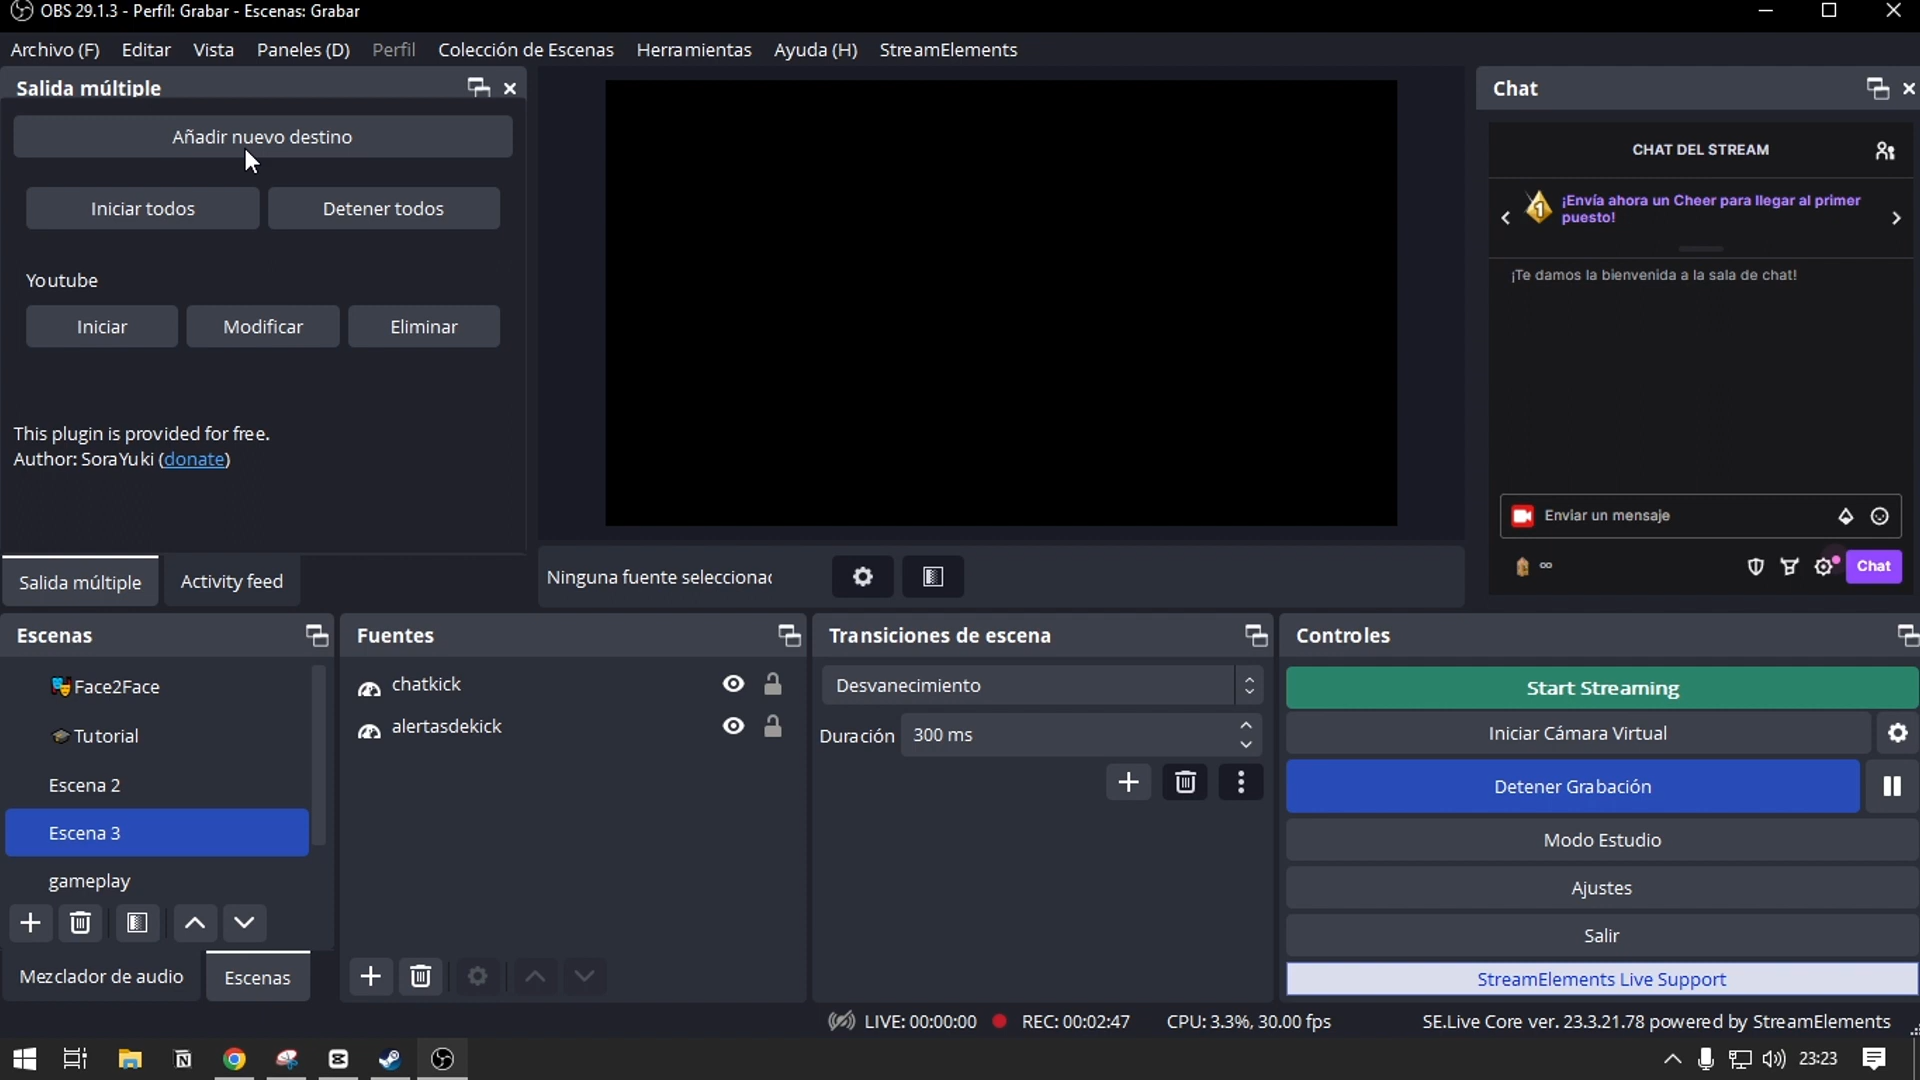 OBS 29.1.3 - Perfil: Grabar - Escenas: Grabar
Archivo (F) Editar Vista Paneles (D) Perfil Colección de Escenas Herramientas Ayuda (H) StreamElements
Salida múltiple
Añadir nuevo destino
Iniciar todos Detener todos
Youtube
Iniciar Modificar Eliminar
This plugin is provided for free.
Author: SoraYuki (donate)
Salida múltiple Activity feed
Ninguna fuente seleccionac
Chat
CHAT DEL STREAM
1
¡Envía ahora un Cheer para llegar al primer
puesto!
¡Te damos la bienvenida a la sala de chat!
Enviar un mensaje
∞ Chat
Escenas
Face2Face
Tutorial
Escena 2
Escena 3
gameplay
Mezclador de audio Escenas
Fuentes
chatkick
alertasdekick
Transiciones de escena
Desvanecimiento
Duración 300 ms
Controles
Start Streaming
Iniciar Cámara Virtual
Detener Grabación
Modo Estudio
Ajustes
Salir
StreamElements Live Support
LIVE: 00:00:00 REC: 00:02:47 CPU: 3.3%, 30.00 fps SE.Live Core ver. 23.3.21.78 powered by StreamElements
23:23